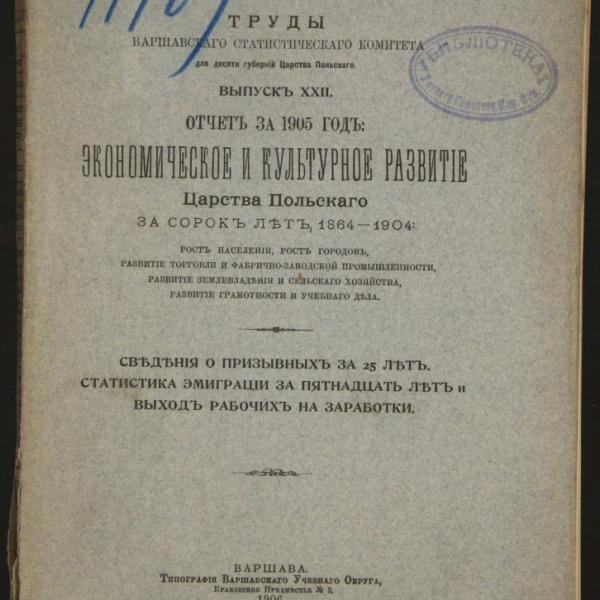 ТРУДЫ
ВАРШАВСКАГО СТАТИСТИЧЕСКАГО КОМИТЕТА
для десяти губерній Царства Польскаго.
ВЫПУСКЪ XXII.
ОТЧЕТЪ ЗА 1905 ГОДЪ:
ЭКОНОМИЧЕСКОЕ И КУЛЬТУРНОЕ РАЗВИТІЕ
Царства Польскаго
ЗА СОРОКЪ ЛѢТЪ, 1864—1904:
РОСТЪ НАСЕЛЕНІЯ, РОСТЪ ГОРОДОВЪ,
РАЗВИТІЕ ТОРГОВЛИ И ФАБРИЧНО-ЗАВОДСКОЙ ПРОМЫШЛЕННОСТИ,
РАЗВИТІЕ ЗЕМЛЕВЛАДѢНІЯ И СЕЛЬСКАГО ХОЗЯЙСТВА,
РАЗВИТІЕ ГРАМОТНОСТИ И УЧЕБНАГО ДѢЛА.
СВѢДѢНІЯ О ПРИЗЫВНЫХЪ ЗА 25 ЛѢТЪ.
СТАТИСТИКА ЭМИГРАЦІИ ЗА ПЯТНАДЦАТЬ ЛѢТЪ и
ВЫХОДЪ РАБОЧИХЪ НА ЗАРАБОТКИ.
ВАРШАВА.
Типографія Варшавскаго Учебнаго Округа,
Краковское Предмѣстье № 3.
1906
БИБЛІОТЕКА